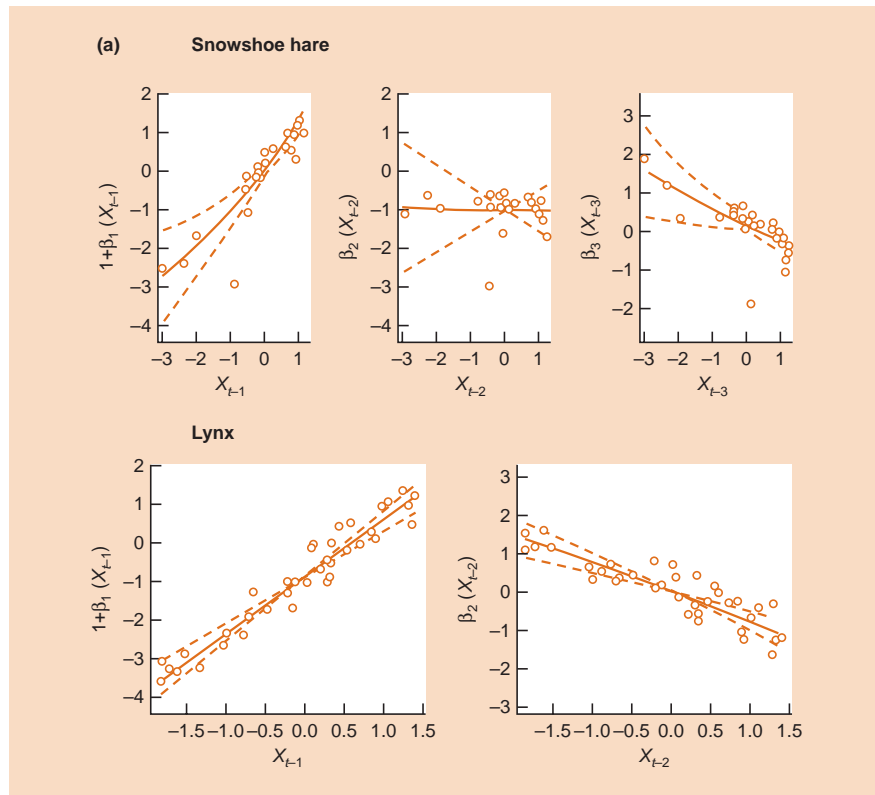 (a) Snowshoe hare
2
1
0
–1
–2
–3
–4
1+β1 (Xt–1)
–3 –2 –1 0 1
Xt–1
2
1
0
–1
–2
–3
–4
β2 (Xt–2)
–3 –2 –1 0 1
Xt–2
3
2
1
0
–1
–2
β3 (Xt–3)
–3 –2 –1 0 1
Xt–3
Lynx
2
1
0
–1
–2
–3
–4
1+β1 (Xt–1)
–1.5 –1.0 –0.5 0.0 0.5 1.0 1.5
Xt–1
3
2
1
0
–1
–2
–3
β2 (Xt–2)
–1.5 –1.0 –0.5 0.0 0.5 1.0 1.5
Xt–2